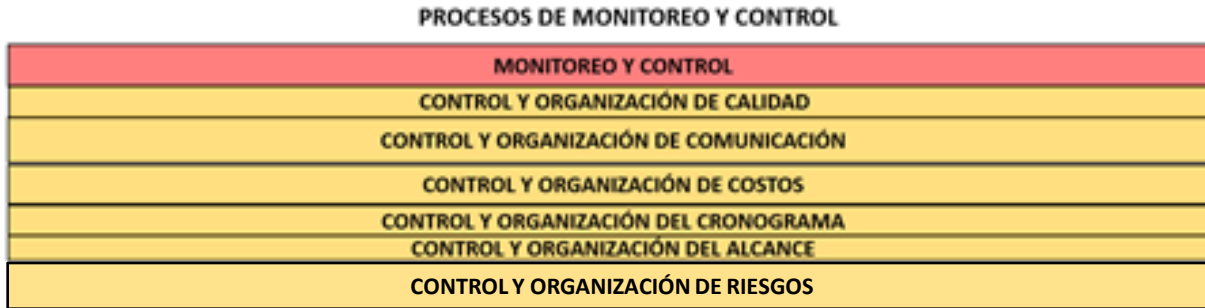 PROCESOS DE MONITOREO Y CONTROL
MONITOREO Y CONTROL
CONTROL Y ORGANIZACIÓN DE CALIDAD
CONTROL Y ORGANIZACIÓN DE COMUNICACIÓN
CONTROL Y ORGANIZACIÓN DE COSTOS
CONTROL Y ORGANIZACIÓN DEL CRONOGRAMA
CONTROL Y ORGANIZACIÓN DEL ALCANCE
CONTROL Y ORGANIZACIÓN DE RIESGOS